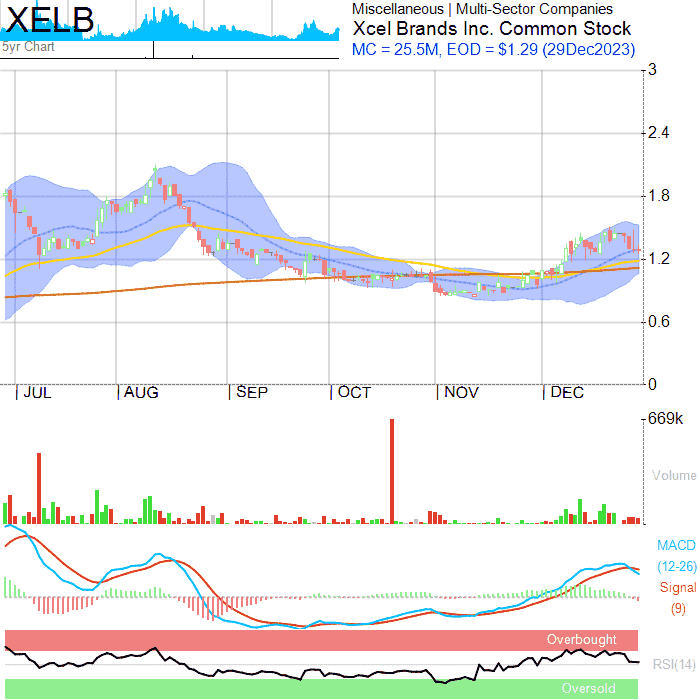 XELB
5yr Chart
Miscellaneous | Multi-Sector Companies
Xcel Brands Inc. Common Stock
MC = 25.5M, EOD = $1.29 (29Dec2023)
3
2.4
1.8
1.2
0.6
0
| JUL | AUG | SEP | OCT | NOV | DEC
669k
Volume
MACD
(12-26)
Signal
(9)
Overbought
RSI(14)
Oversold